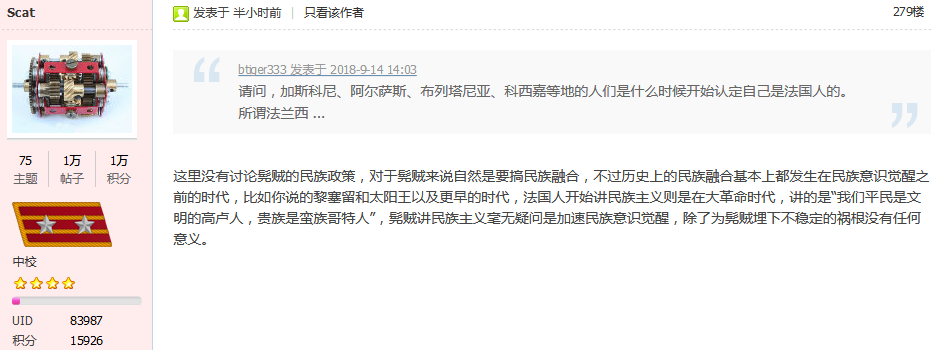 Scat
发表于 半小时前 | 只看该作者
279楼
btiger333 发表于 2018-9-14 14:03
请问，加斯科尼、阿尔萨斯、布列塔尼亚、科西嘉等地的人们是什么时候开始认定自己是法国人的。
所谓法兰西 ...
75 1万 1万
主题 帖子 积分
中校
UID 83987
积分 15926
这里没有讨论髡贼的民族政策，对于髡贼来说自然是要搞民族融合，不过历史上的民族融合基本上都发生在民族意识觉醒之
前的时代，比如你说的黎塞留和太阳王以及更早的时代，法国人开始讲民族主义则是在大革命时代，讲的是“我们平民是文
明的高卢人，贵族是蛮族哥特人”，髡贼讲民族主义毫无疑问是加速民族意识觉醒，除了为髡贼埋下不稳定的祸根没有任何
意义。